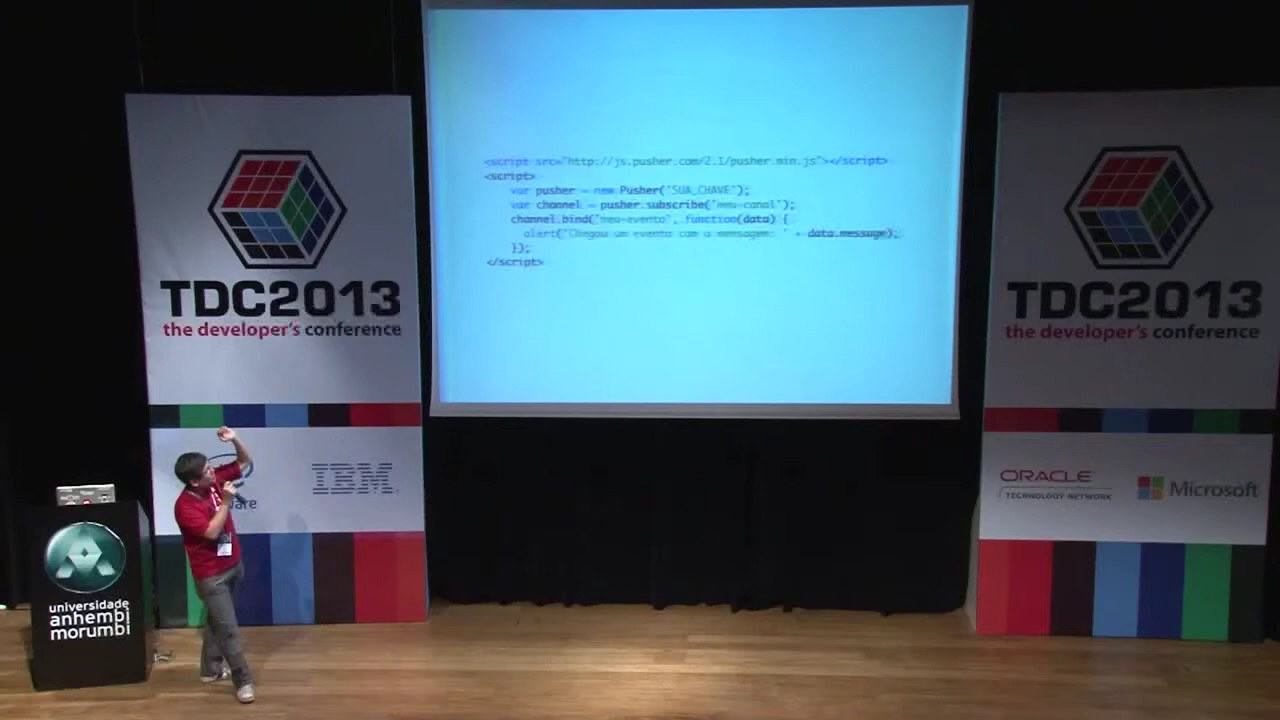 <script src="http://js.pusher.com/2.1/pusher.min.js"></script>
<script>
var pusher = new Pusher('SUA_CHAVE');
var channel = pusher.subscribe('meu-canal');
channel.bind('meu-evento', function(data) {
alert("Chegou um evento com a mensagem: " + data.message);
});
</script>
TDC2013
the developer's conference
IBM
universidade
anhembi
morumbi
TDC2013
the developer's conference
ORACLE
TECHNOLOGY NETWORK
Microsoft